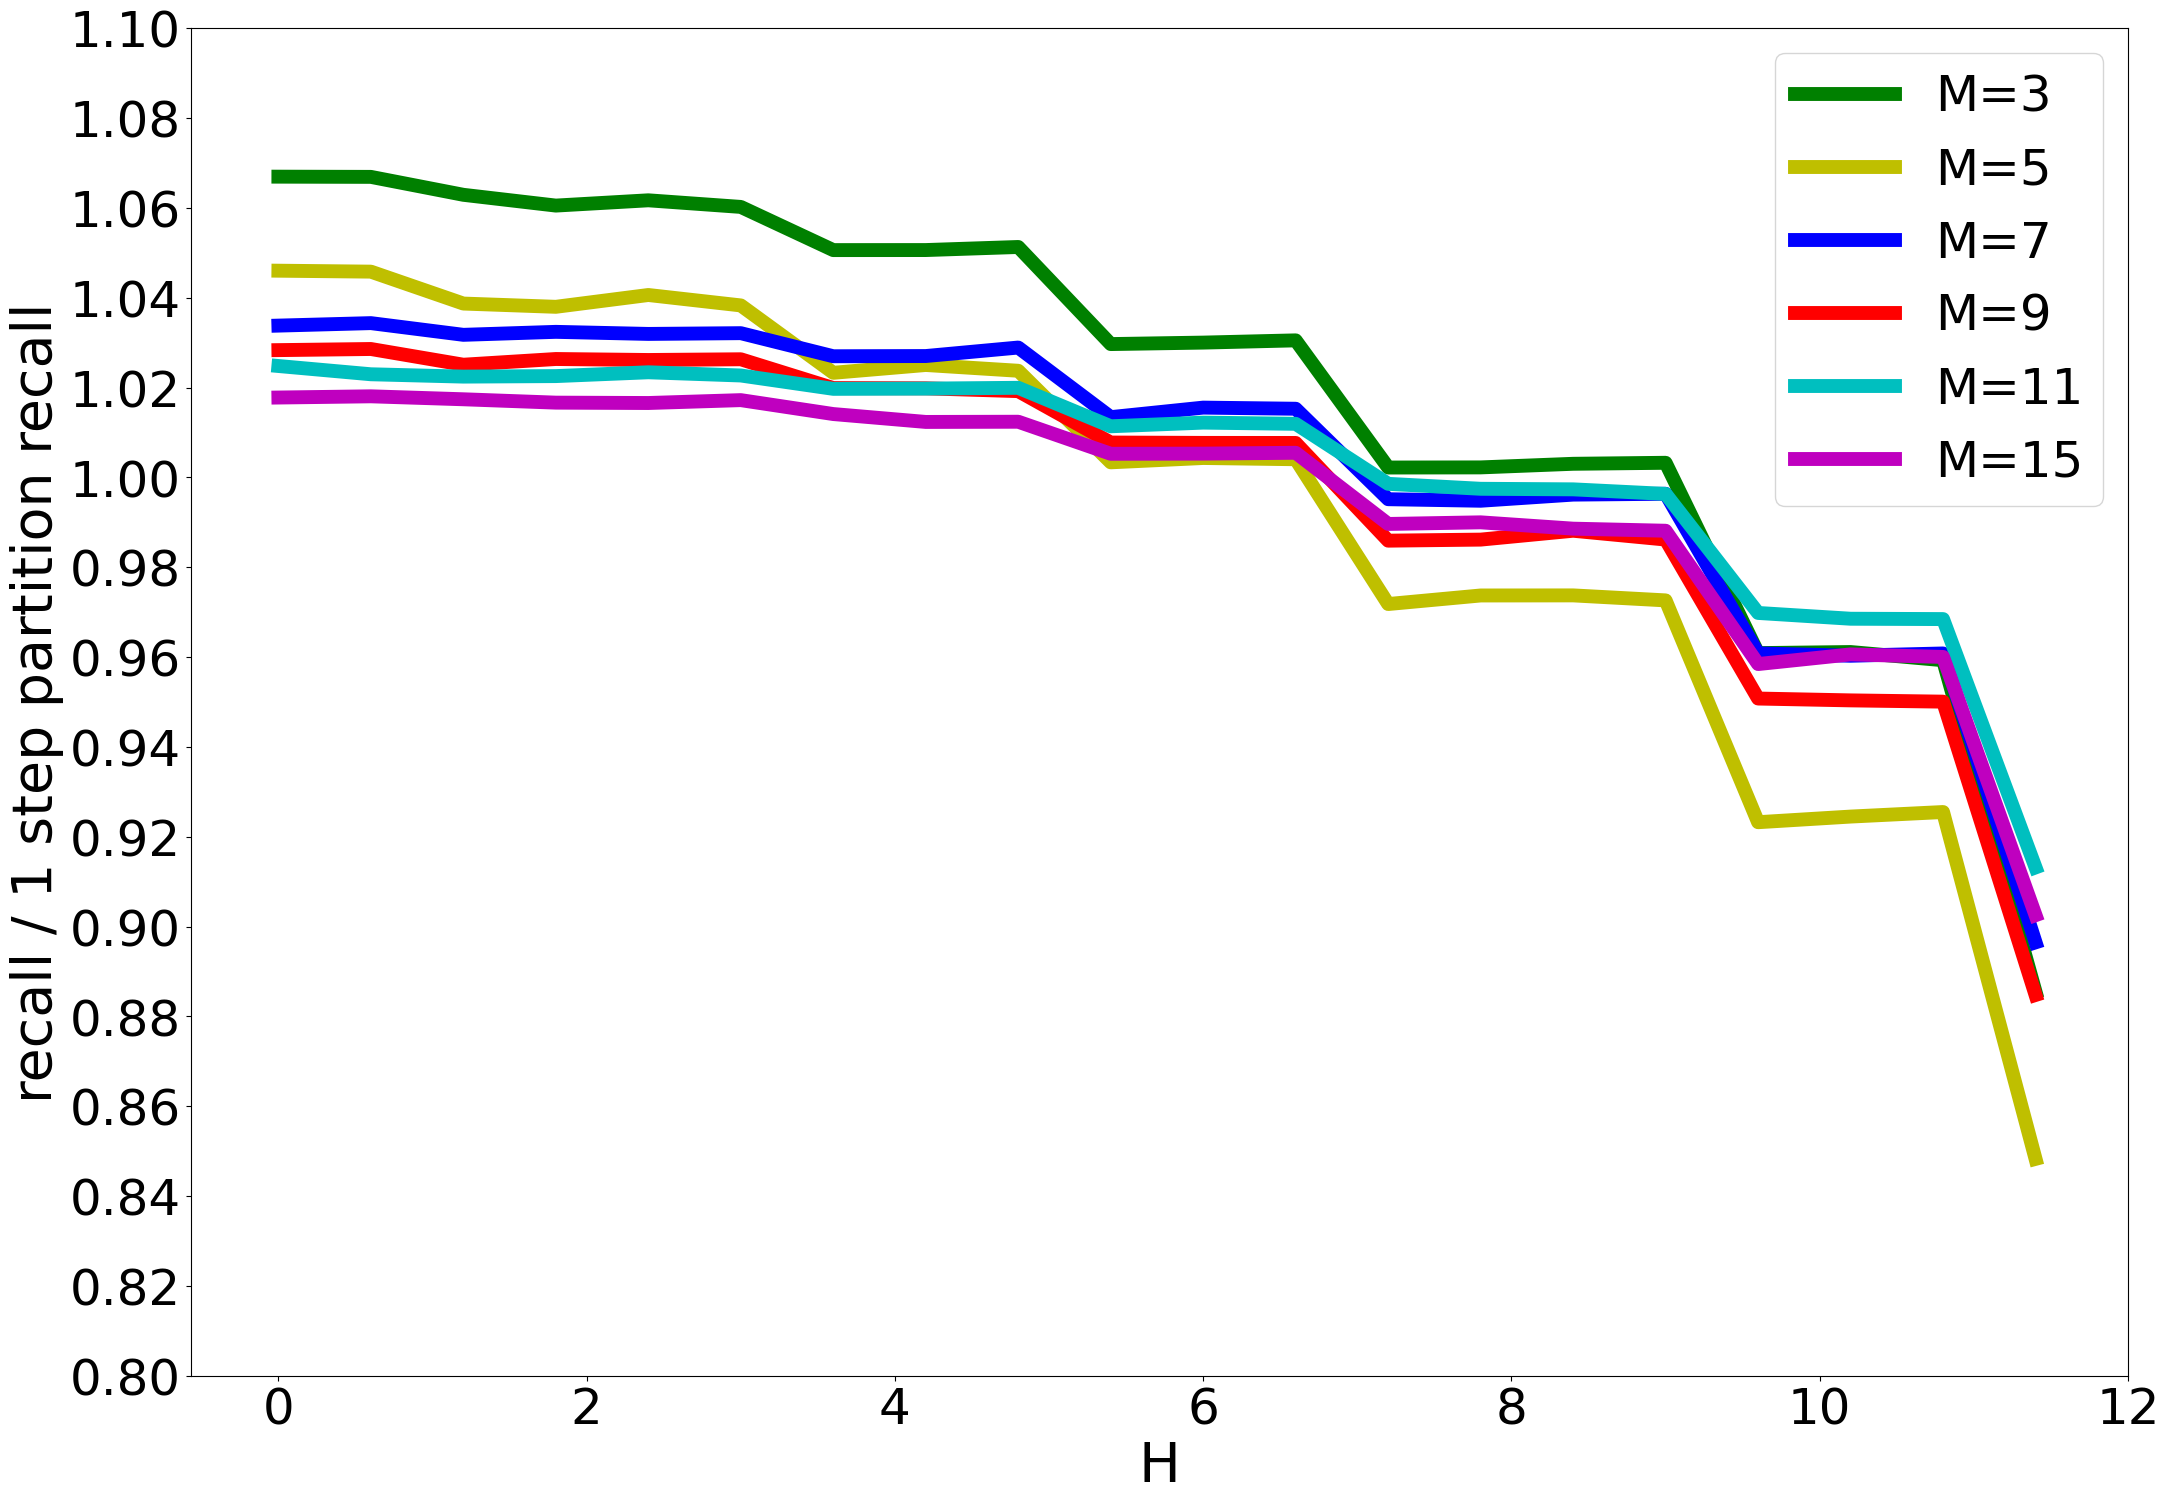 recall / 1 step partition recall
1.10
1.08
1.06
1.04
1.02
1.00
0.98
0.96
0.94
0.92
0.90
0.88
0.86
0.84
0.82
0.80
M=3
M=5
M=7
M=9
M=11
M=15
0 2 4 6 8 10 12
H